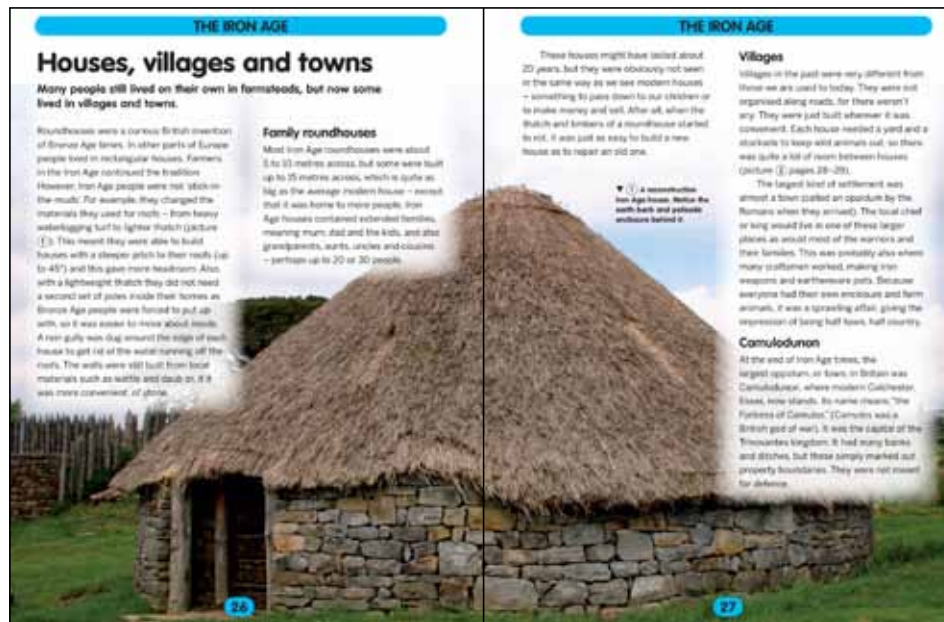 THE IRON AGE
Houses, villages and towns
Many people still lived on their own in farmsteads, but now some
lived in villages and towns.
Roundhouses were a curious British invention
of Bronze Age times. In other parts of Europe
people lived in rectangular houses. Farmers
in the Iron Age continued the tradition.
However, Iron Age people were not 'stick-in-
the-muds'. For example, they changed the
materials they used for roofs – from heavy
waterlogging turf to lighter thatch (picture
①). This meant they were able to build
houses with a steeper pitch to their roofs (up
to 45°) and this gave more headroom. Also,
with a lightweight thatch they did not need
a second set of poles inside their homes as
Bronze Age people were forced to put up
with, so it was easier to move about inside.
A rain gully was dug around the edge of each
house to get rid of the water running off the
roofs. The walls were still built from local
materials such as wattle and daub or, if it
was more convenient, of stone.
Family roundhouses
Most Iron Age roundhouses were about
5 to 10 metres across, but some were built
up to 15 metres across, which is quite as
big as the average modern house – except
that it was home to more people. Iron
Age houses contained extended families,
meaning mum, dad and the kids, and also
grandparents, aunts, uncles and cousins
– perhaps up to 20 or 30 people.
26
THE IRON AGE
These houses might have lasted about
20 years, but they were obviously not seen
in the same way as we see modern houses
– something to pass down to our children or
to make money and sell. After all, when the
thatch and timbers of a roundhouse started
to rot, it was just as easy to build a new
house as to repair an old one.
▼ ① A reconstruction
Iron Age house. Notice the
earth bank and palisade
enclosure behind it.
Villages
Villages in the past were very different from
those we are used to today. They were not
organised along roads, for there weren't
any. They were just built wherever it was
convenient. Each house needed a yard and a
stockade to keep wild animals out, so there
was quite a lot of room between houses
(picture ② pages 28–29).
The largest kind of settlement was
almost a town (called an oppidum by the
Romans when they arrived). The local chief
or king would live in one of these larger
places as would most of the warriors and
their families. This was probably also where
many craftsmen worked, making iron
weapons and earthenware pots. Because
everyone had their own enclosure and farm
animals, it was a sprawling affair, giving the
impression of being half town, half country.
Camulodunon
At the end of Iron Age times, the
largest oppidum, or town, in Britain was
Camulodunon, where modern Colchester,
Essex, now stands. Its name means "the
Fortress of Camulos." (Camulos was a
British god of war). It was the capital of the
Trinovantes kingdom. It had many banks
and ditches, but these simply marked out
property boundaries. They were not meant
for defence.
27